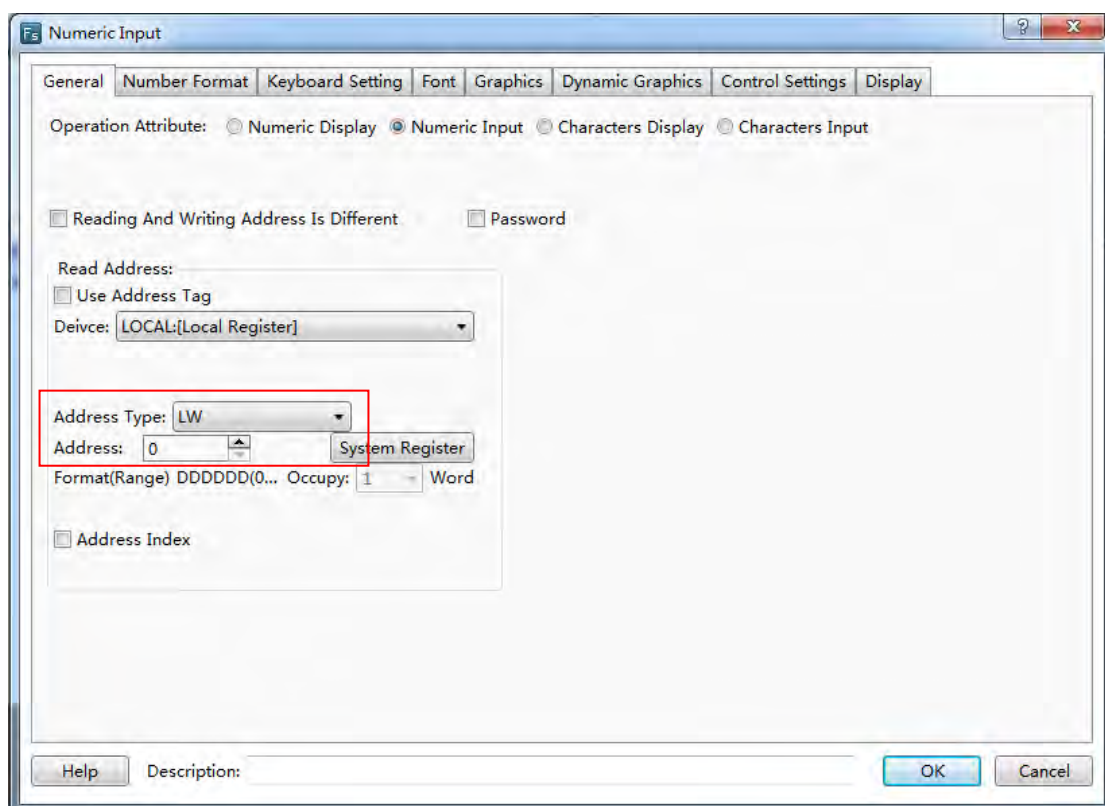 Fs Numeric Input
General Number Format Keyboard Setting Font Graphics Dynamic Graphics Control Settings Display
Operation Attribute: Numeric Display Numeric Input Characters Display Characters Input
Reading And Writing Address Is Different Password
Read Address:
Use Address Tag
Deivce: LOCAL:[Local Register]
Address Type: LW
Address: 0 System Register
Format(Range) DDDDDD(0... Occupy: 1 Word
Address Index
Help Description: OK Cancel